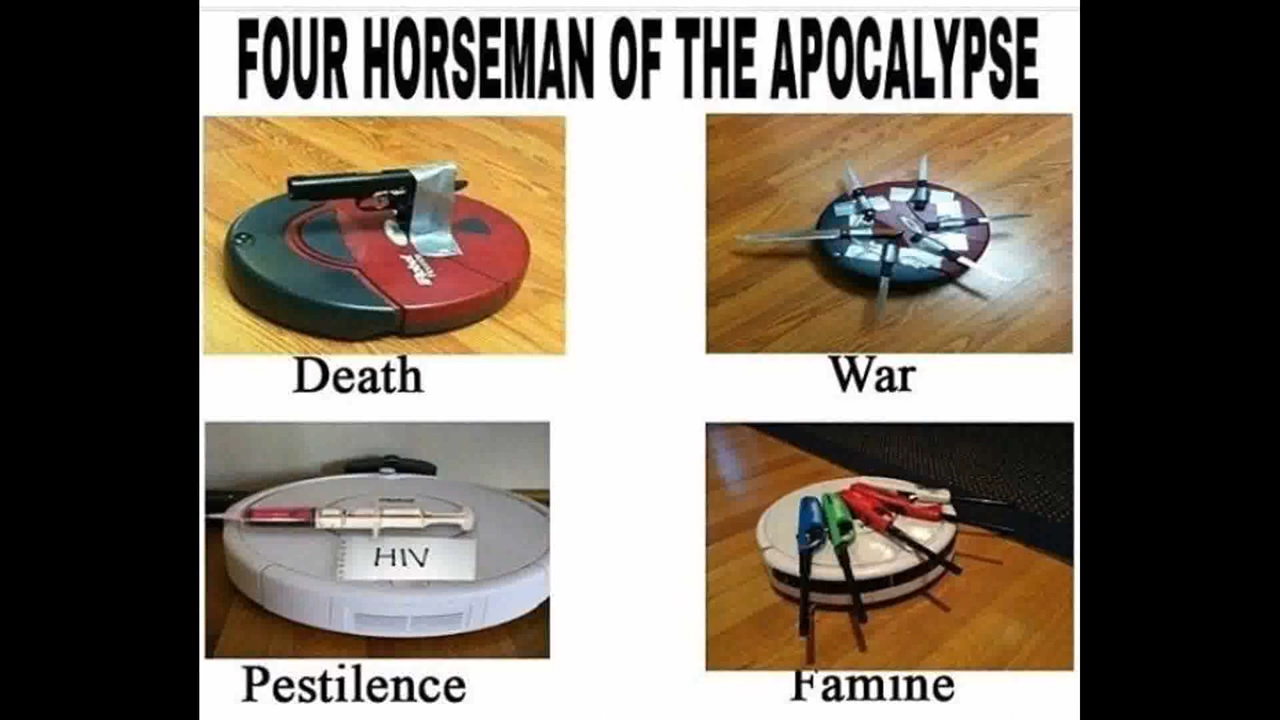 FOUR HORSEMAN OF THE APOCALYPSE
Death
War
HIV
Pestilence
Famine